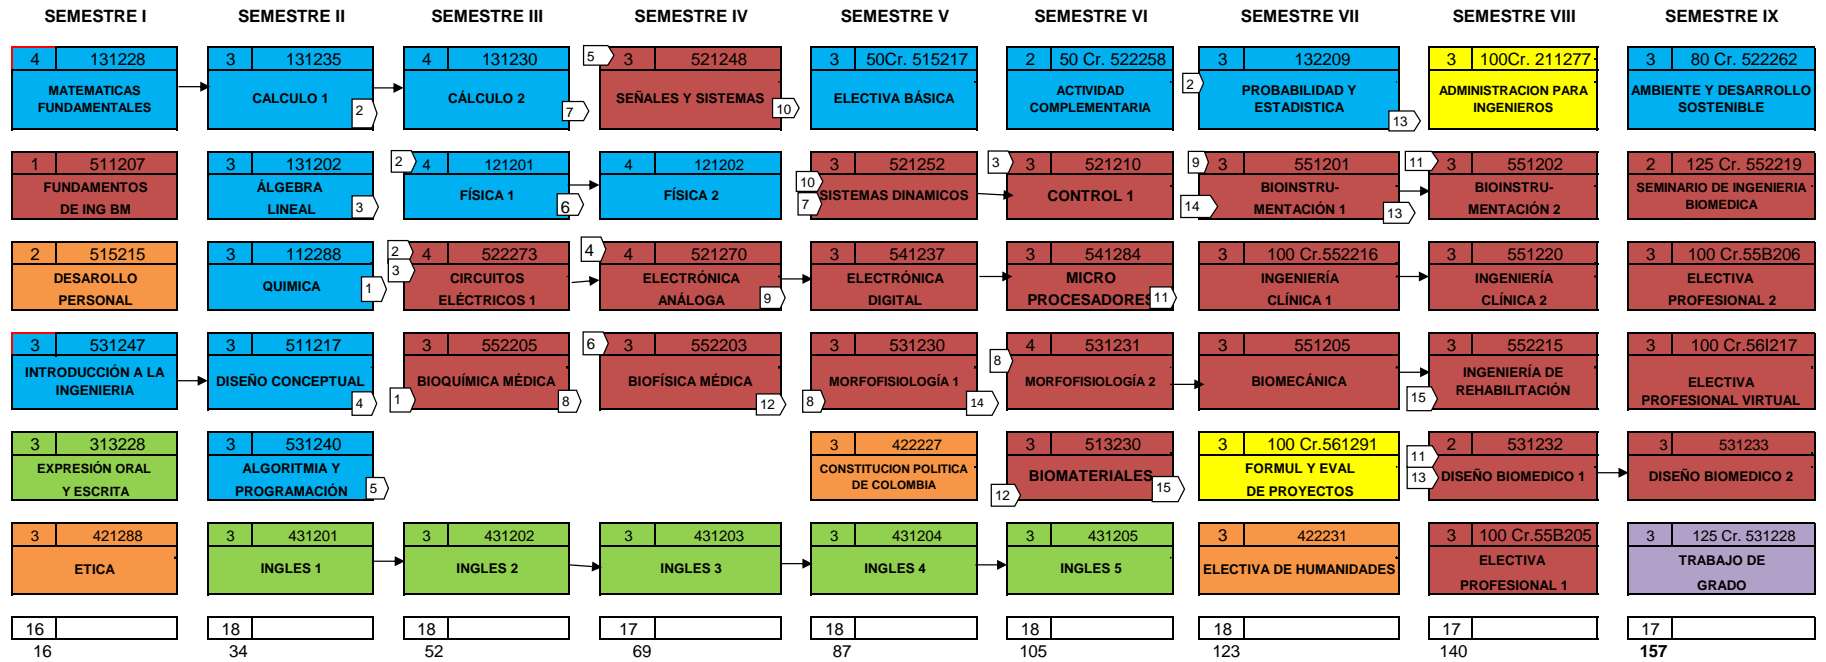 SEMESTRE I SEMESTRE II SEMESTRE III SEMESTRE IV SEMESTRE V SEMESTRE VI SEMESTRE VII SEMESTRE VIII SEMESTRE IX
4 131228 3 131235 4 131230 5 3 521248 3 50Cr. 515217 2 50 Cr. 522258 3 132209 3 100Cr. 211277 3 80 Cr. 522262
MATEMATICAS
FUNDAMENTALES
CALCULO 1
2
CÁLCULO 2
7
SEÑALES Y SISTEMAS
10
ELECTIVA BÁSICA
ACTIVIDAD
COMPLEMENTARIA
2
PROBABILIDAD Y
ESTADISTICA
13
ADMINISTRACION PARA
INGENIEROS
AMBIENTE Y DESARROLLO
SOSTENIBLE
1 511207 3 131202 2 4 121201 4 121202 3 521252 3 3 521210 9 3 551201 11 3 551202 2 125 Cr. 552219
FUNDAMENTOS
DE ING BM
ÁLGEBRA
LINEAL
3
FÍSICA 1
6
FÍSICA 2
10
7
SISTEMAS DINAMICOS
CONTROL 1
14
BIOINSTRU-
MENTACIÓN 1
13
BIOINSTRU-
MENTACIÓN 2
SEMINARIO DE INGENIERIA
BIOMEDICA
2 515215 3 112288 2 4 522273 4 4 521270 3 541237 3 541284 3 100 Cr.552216 3 551220 3 100 Cr.55B206
DESAROLLO
PERSONAL
QUIMICA
1
3
CIRCUITOS
ELÉCTRICOS 1
ELECTRÓNICA
ANÁLOGA
9
ELECTRÓNICA
DIGITAL
MICRO
PROCESADORES
11
INGENIERÍA
CLÍNICA 1
INGENIERÍA
CLÍNICA 2
ELECTIVA
PROFESIONAL 2
3 531247 3 511217 3 552205 6 3 552203 3 531230 8 4 531231 3 551205 3 552215 3 100 Cr.56I217
INTRODUCCIÓN A LA
INGENIERIA
DISEÑO CONCEPTUAL
4
1
BIOQUÍMICA MÉDICA
8
BIOFÍSICA MÉDICA
12
8
MORFOFISIOLOGÍA 1
14
MORFOFISIOLOGÍA 2
BIOMECÁNICA
15
INGENIERÍA DE
REHABILITACIÓN
ELECTIVA
PROFESIONAL VIRTUAL
3 313228 3 531240 3 422227 3 513230 3 100 Cr.561291 2 531232 3 531233
EXPRESIÓN ORAL
Y ESCRITA
ALGORITMIA Y
PROGRAMACIÓN
5
CONSTITUCION POLITICA
DE COLOMBIA
12
BIOMATERIALES
15
FORMUL Y EVAL
DE PROYECTOS
11
13
DISEÑO BIOMEDICO 1
DISEÑO BIOMEDICO 2
3 421288 3 431201 3 431202 3 431203 3 431204 3 431205 3 422231 3 100 Cr.55B205 3 125 Cr. 531228
ETICA
INGLES 1
INGLES 2
INGLES 3
INGLES 4
INGLES 5
ELECTIVA DE HUMANIDADES
ELECTIVA
PROFESIONAL 1
TRABAJO DE
GRADO
16 18 18 17 18 18 18 17 17
16 34 52 69 87 105 123 140 157